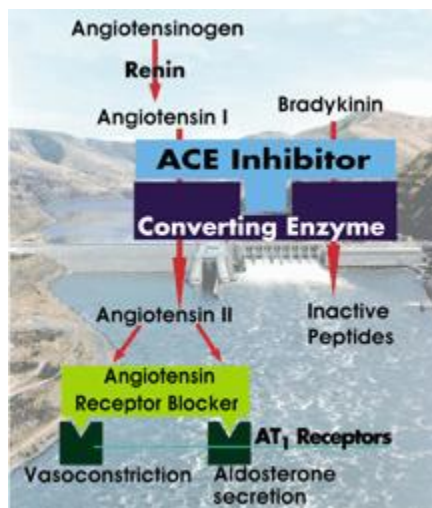 Angiotensinogen
Renin
Angiotensin I
Bradykinin
ACE Inhibitor
Converting Enzyme
Angiotensin II
Inactive
Peptides
Angiotensin
Receptor Blocker
AT₁ Receptors
Vasoconstriction
Aldosterone
secretion